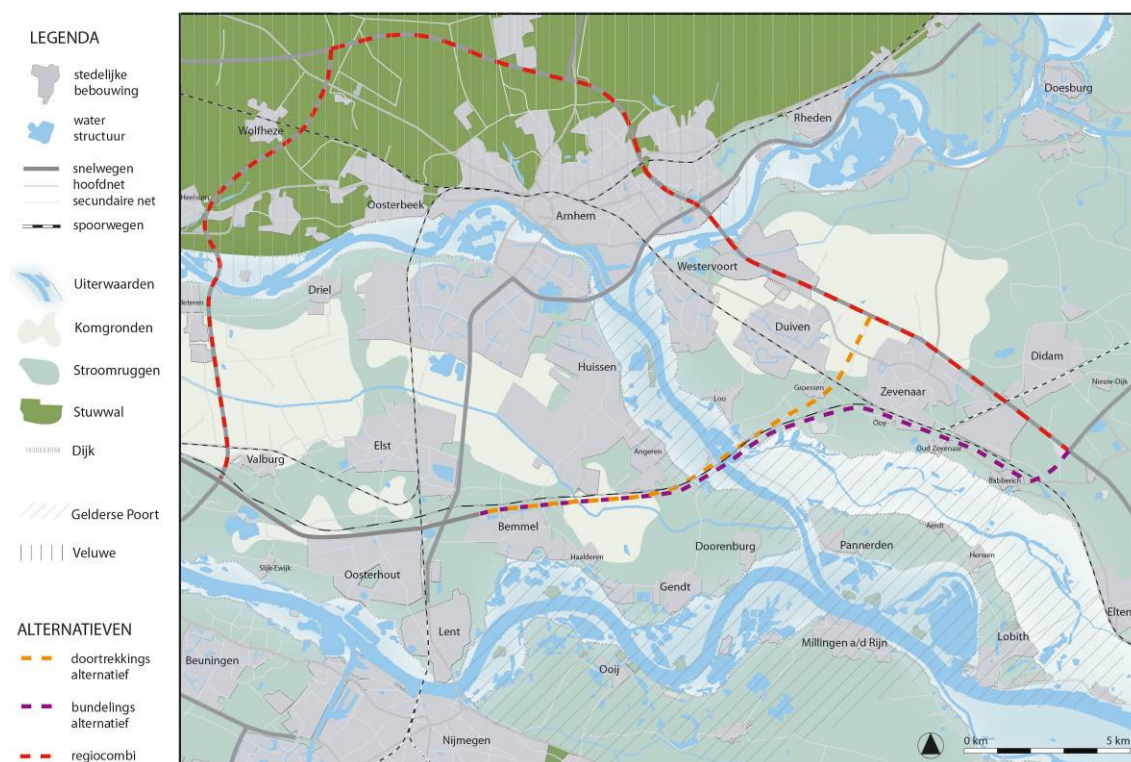 LEGENDA
stedelijke
bebouwing
water
structuur
snelwegen
hoofdnet
secundaire net
spoorwegen
Uiterwaarden
Komgronden
Stroomruggen
Stuwwal
Dijk
Gelderse Poort
Veluwe
ALTERNATIEVEN
doortrekkings
alternatief
bundelings
alternatief
regiocombi
Doesburg
Rheden
Wolfheze
Oosterbeek
Arnhem
Westervoort
Driel
Duiven
Didam
Huissen
Groessen
Zevenaar
Nieuw-Dijk
Loo
Elst
Ooy
Angeren
Oud Zevenaar
Valburg
Babberich
Bemmel
Aerdt
Doorenburg
Pannerden
Haalderen
Herwen
Slijk-Ewijk
Oosterhout
Gendt
Elten
Lent
Lobith
Millingen a/d Rijn
Beuningen
Ooij
Nijmegen
0 km
5 km